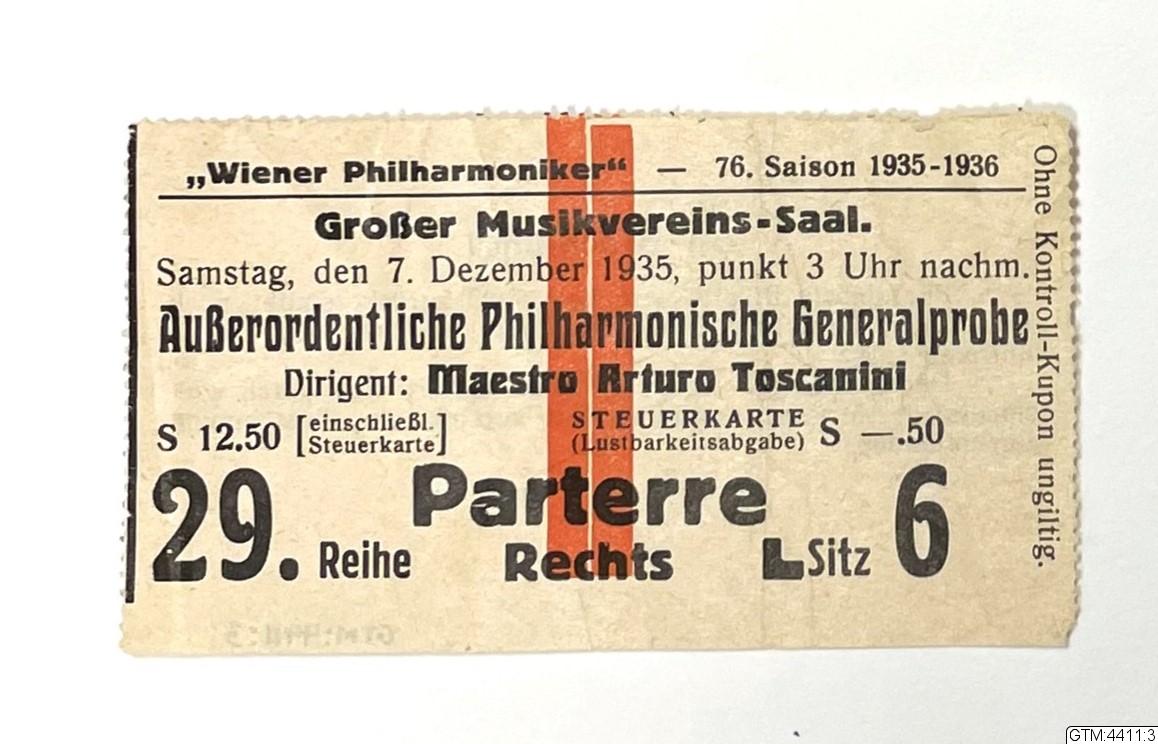 „Wiener Philharmoniker“ — 76. Saison 1935-1936
Großer Musikvereins-Saal.
Samstag, den 7. Dezember 1935, punkt 3 Uhr nachm.
Außerordentliche Philharmonische Generalprobe
Dirigent: Maestro Arturo Toscanini
S 12.50 [einschließl. Steuerkarte]
STEUERKARTE (Lustbarkeitsabgabe) S —.50
29. Reihe
Parterre
Rechts
L Sitz 6
Ohne Kontroll-Kupon ungiltig.
GTM:4411:3